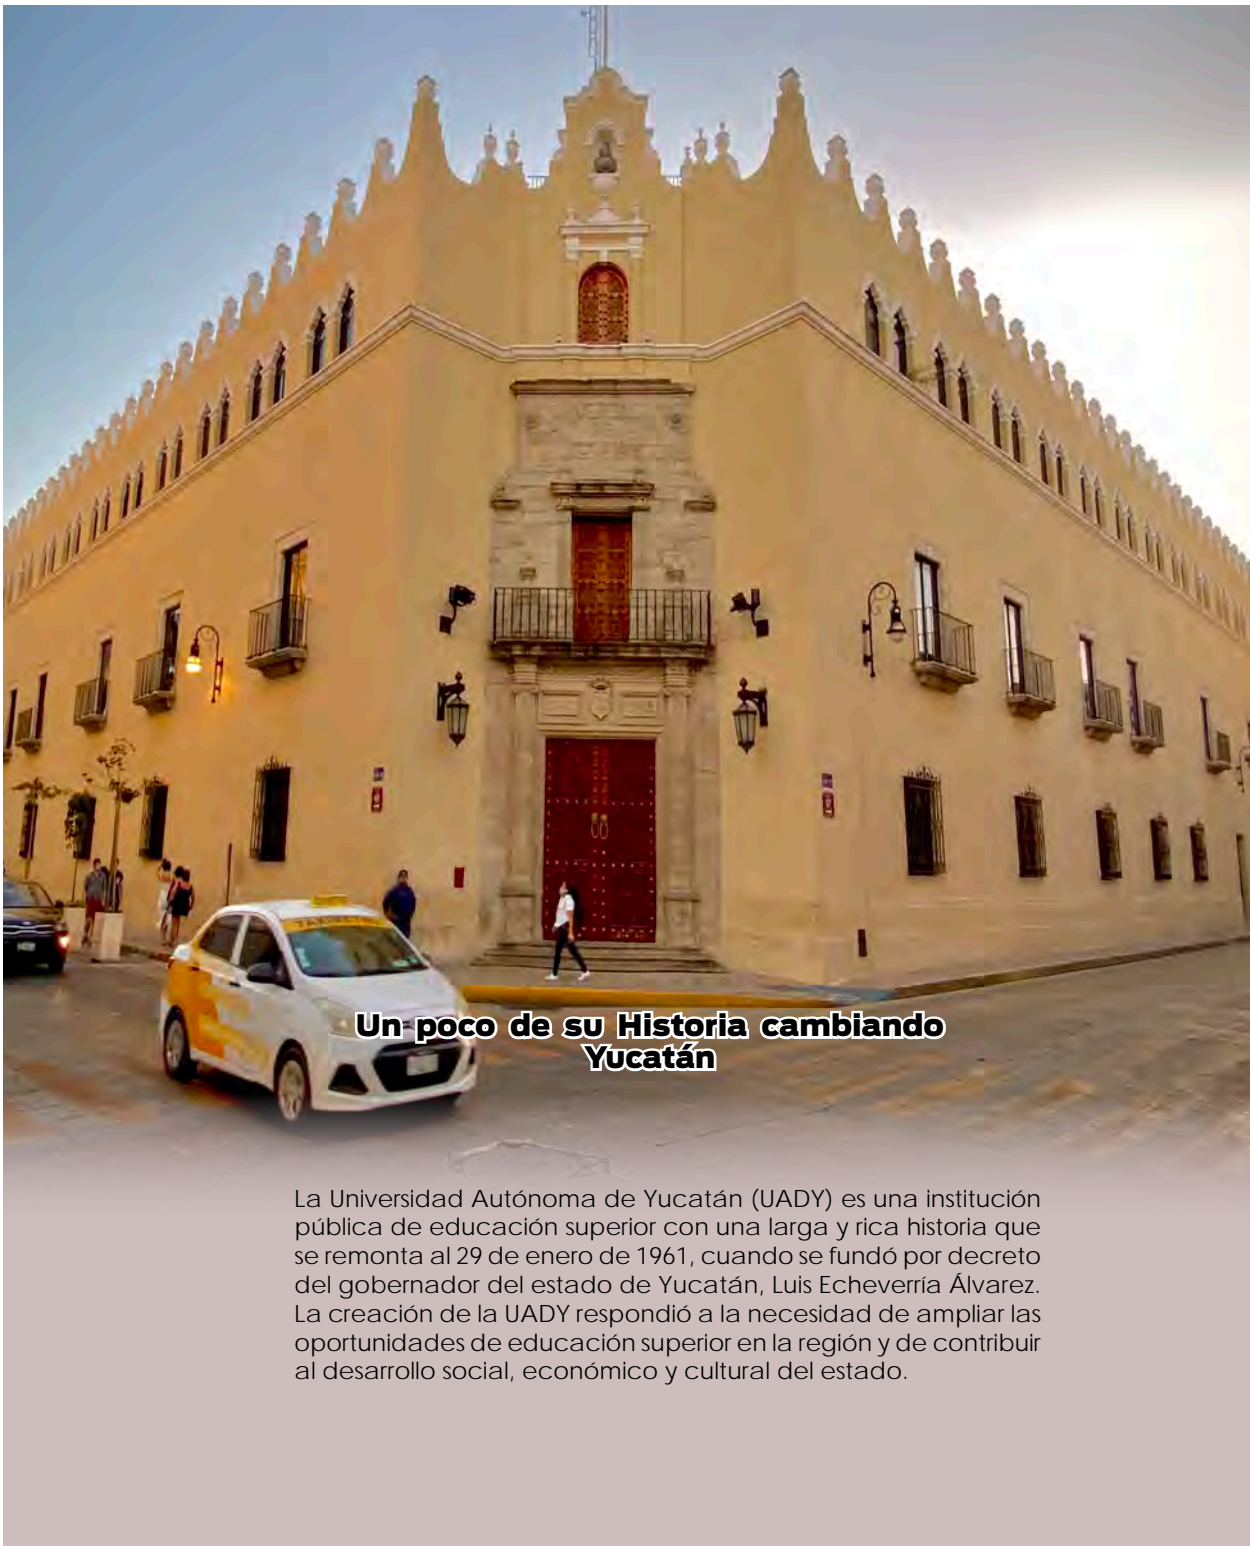 Un poco de su Historia cambiando
Yucatán
La Universidad Autónoma de Yucatán (UADY) es una institución
pública de educación superior con una larga y rica historia que
se remonta al 29 de enero de 1961, cuando se fundó por decreto
del gobernador del estado de Yucatán, Luis Echeverría Álvarez.
La creación de la UADY respondió a la necesidad de ampliar las
oportunidades de educación superior en la región y de contribuir
al desarrollo social, económico y cultural del estado.